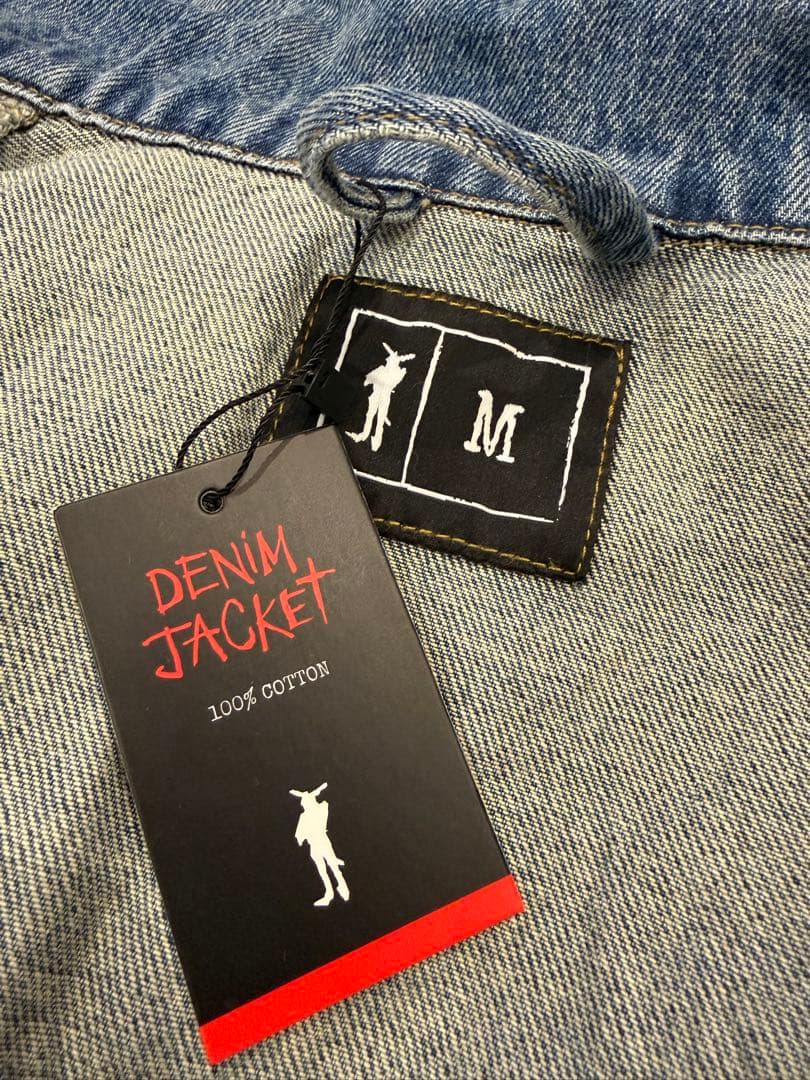 M
DENiM
JACKET
100% COTTON